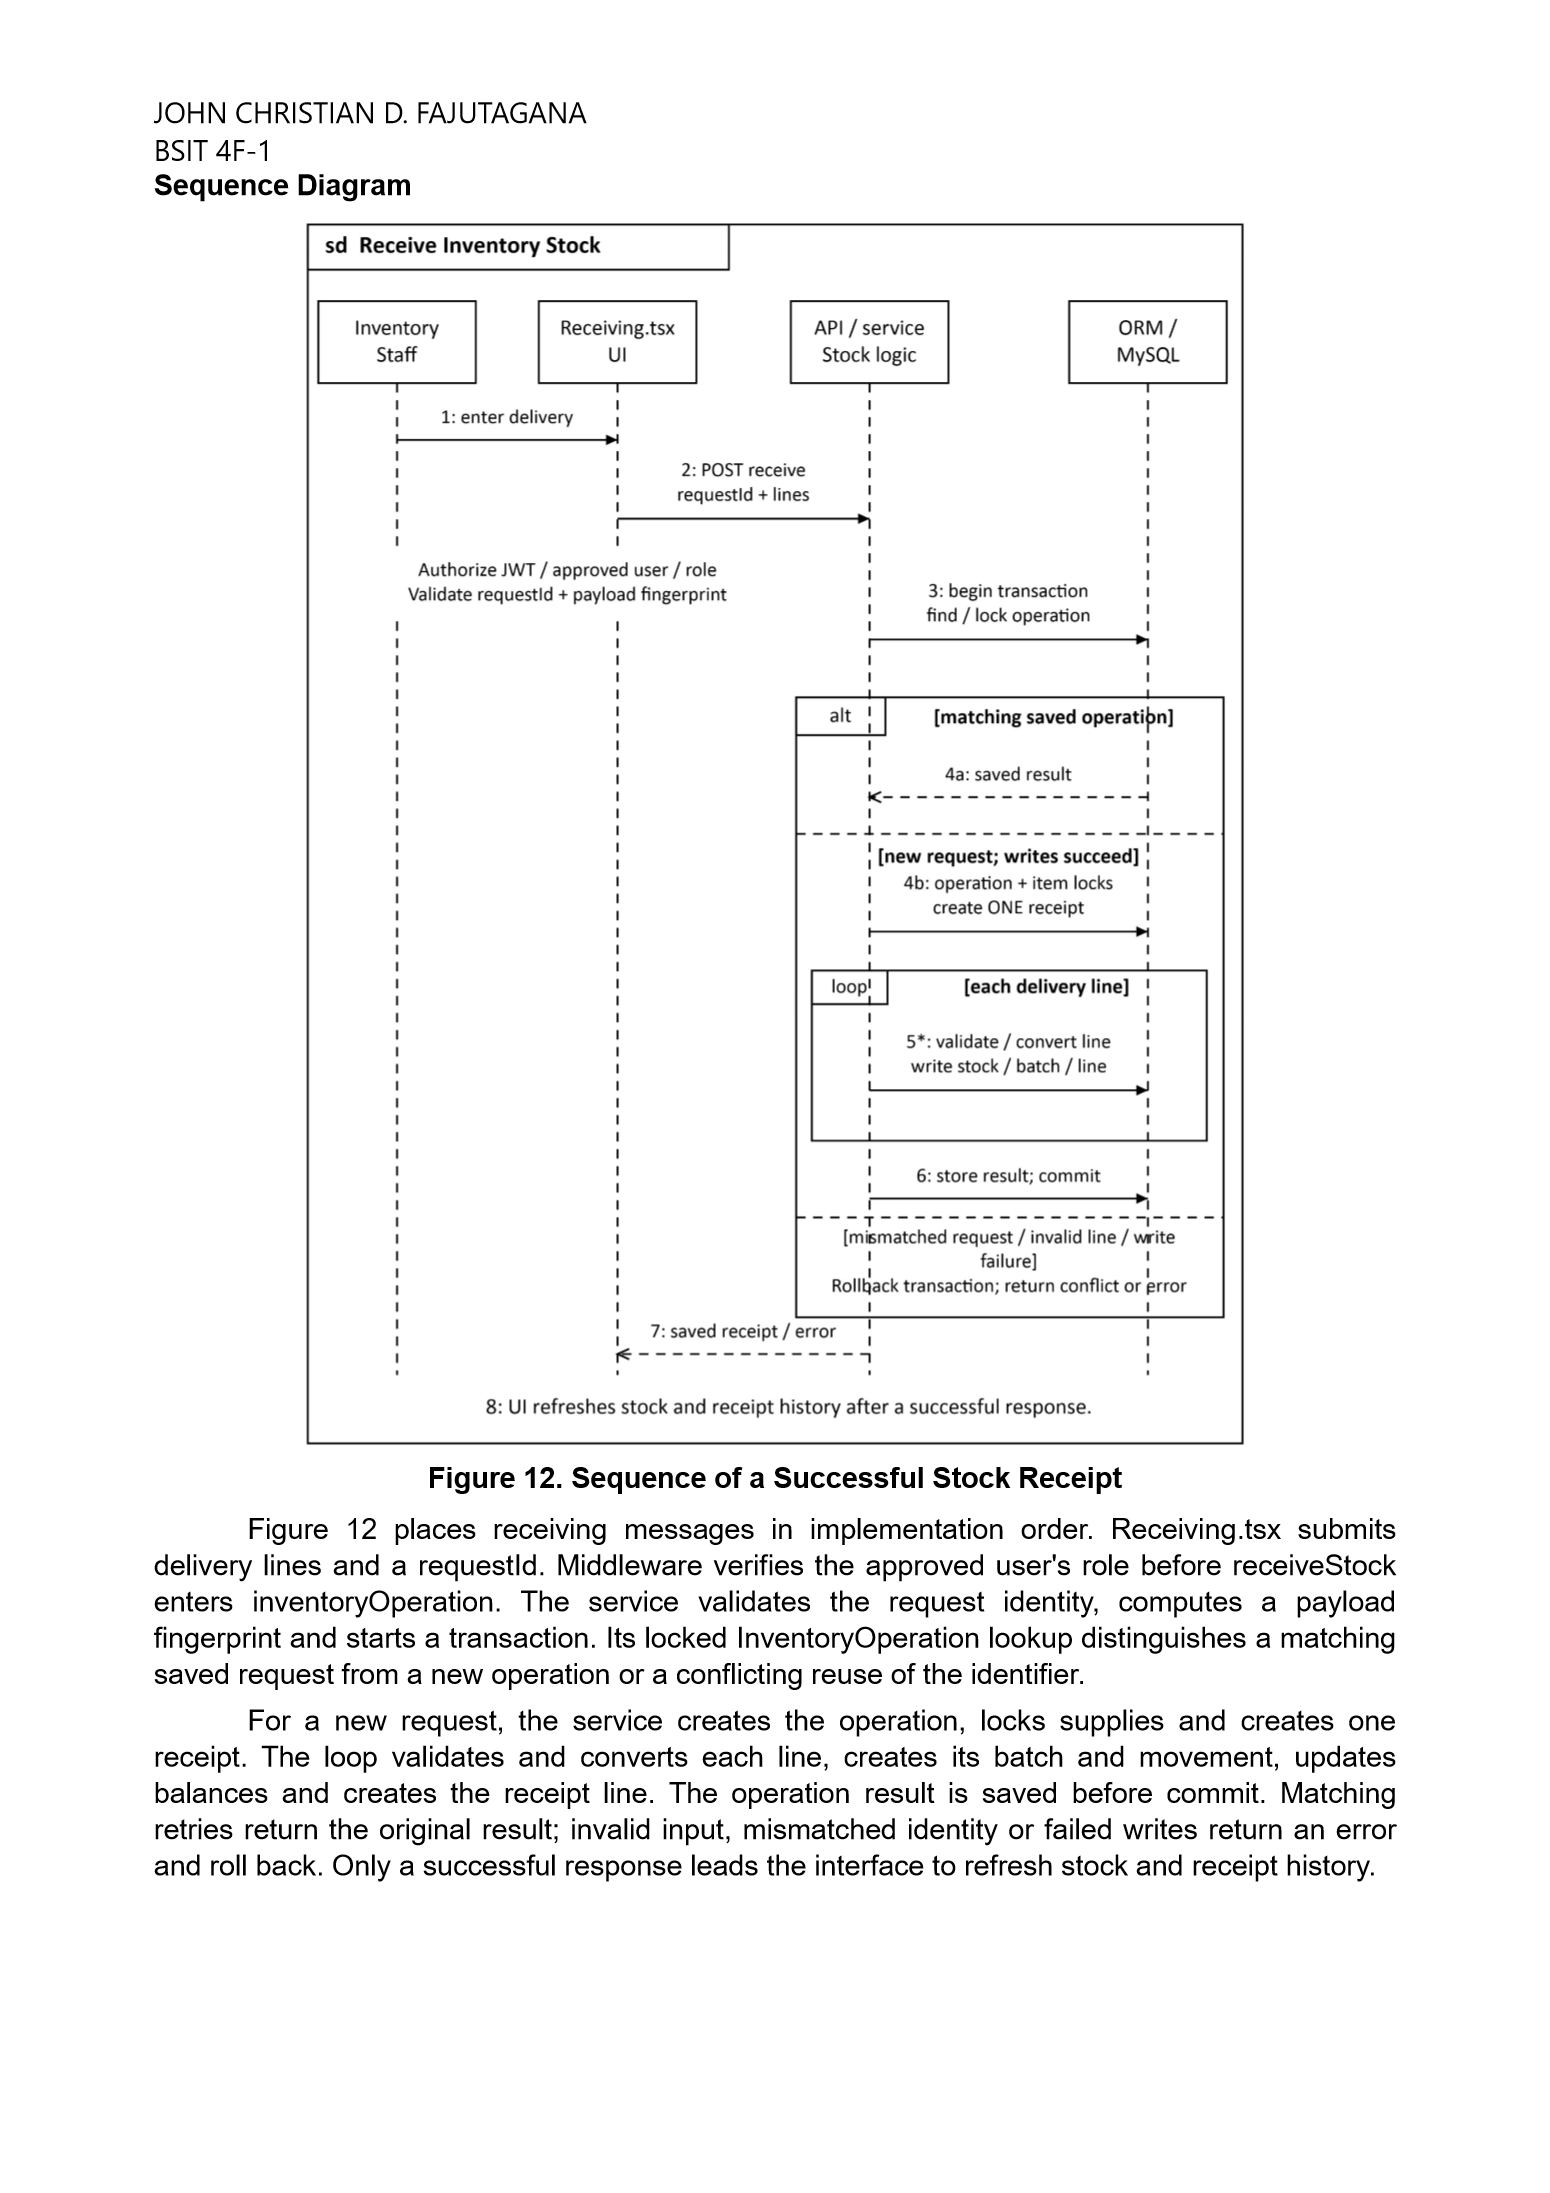 JOHN CHRISTIAN D. FAJUTAGANA
BSIT 4F-1
Sequence Diagram
sd Receive Inventory Stock
Inventory
Staff
Receiving.tsx
UI
API / service
Stock logic
ORM /
MySQL
1: enter delivery
2: POST receive
requestId + lines
Authorize JWT / approved user / role
Validate requestId + payload fingerprint
3: begin transaction
find / lock operation
alt
[matching saved operation]
4a: saved result
[new request; writes succeed]
4b: operation + item locks
create ONE receipt
loop
[each delivery line]
5*: validate / convert line
write stock / batch / line
6: store result; commit
[mismatched request / invalid line / write
failure]
Rollback transaction; return conflict or error
7: saved receipt / error
8: UI refreshes stock and receipt history after a successful response.
Figure 12. Sequence of a Successful Stock Receipt
Figure 12 places receiving messages in implementation order. Receiving.tsx submits
delivery lines and a requestId. Middleware verifies the approved user's role before receiveStock
enters inventoryOperation. The service validates the request identity, computes a payload
fingerprint and starts a transaction. Its locked InventoryOperation lookup distinguishes a matching
saved request from a new operation or a conflicting reuse of the identifier.
For a new request, the service creates the operation, locks supplies and creates one
receipt. The loop validates and converts each line, creates its batch and movement, updates
balances and creates the receipt line. The operation result is saved before commit. Matching
retries return the original result; invalid input, mismatched identity or failed writes return an error
and roll back. Only a successful response leads the interface to refresh stock and receipt history.